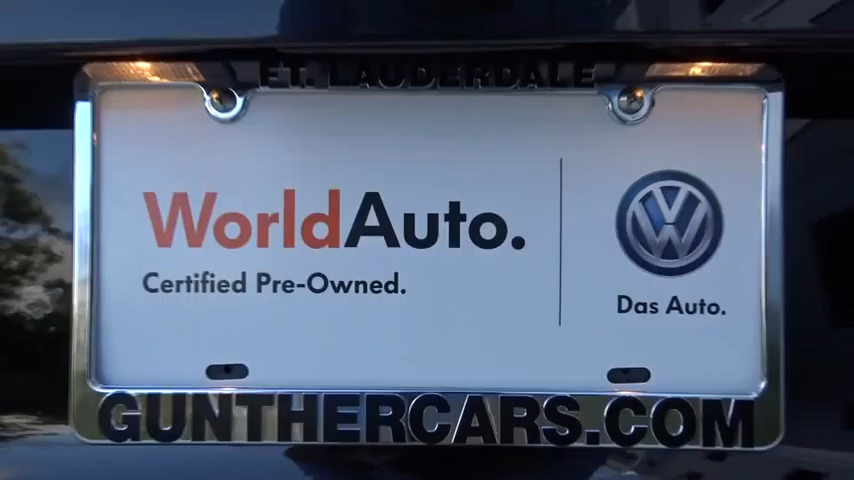 FT. LAUDERDALE
WorldAuto.
Certified Pre-Owned.
Das Auto.
GUNTHERCARS.COM